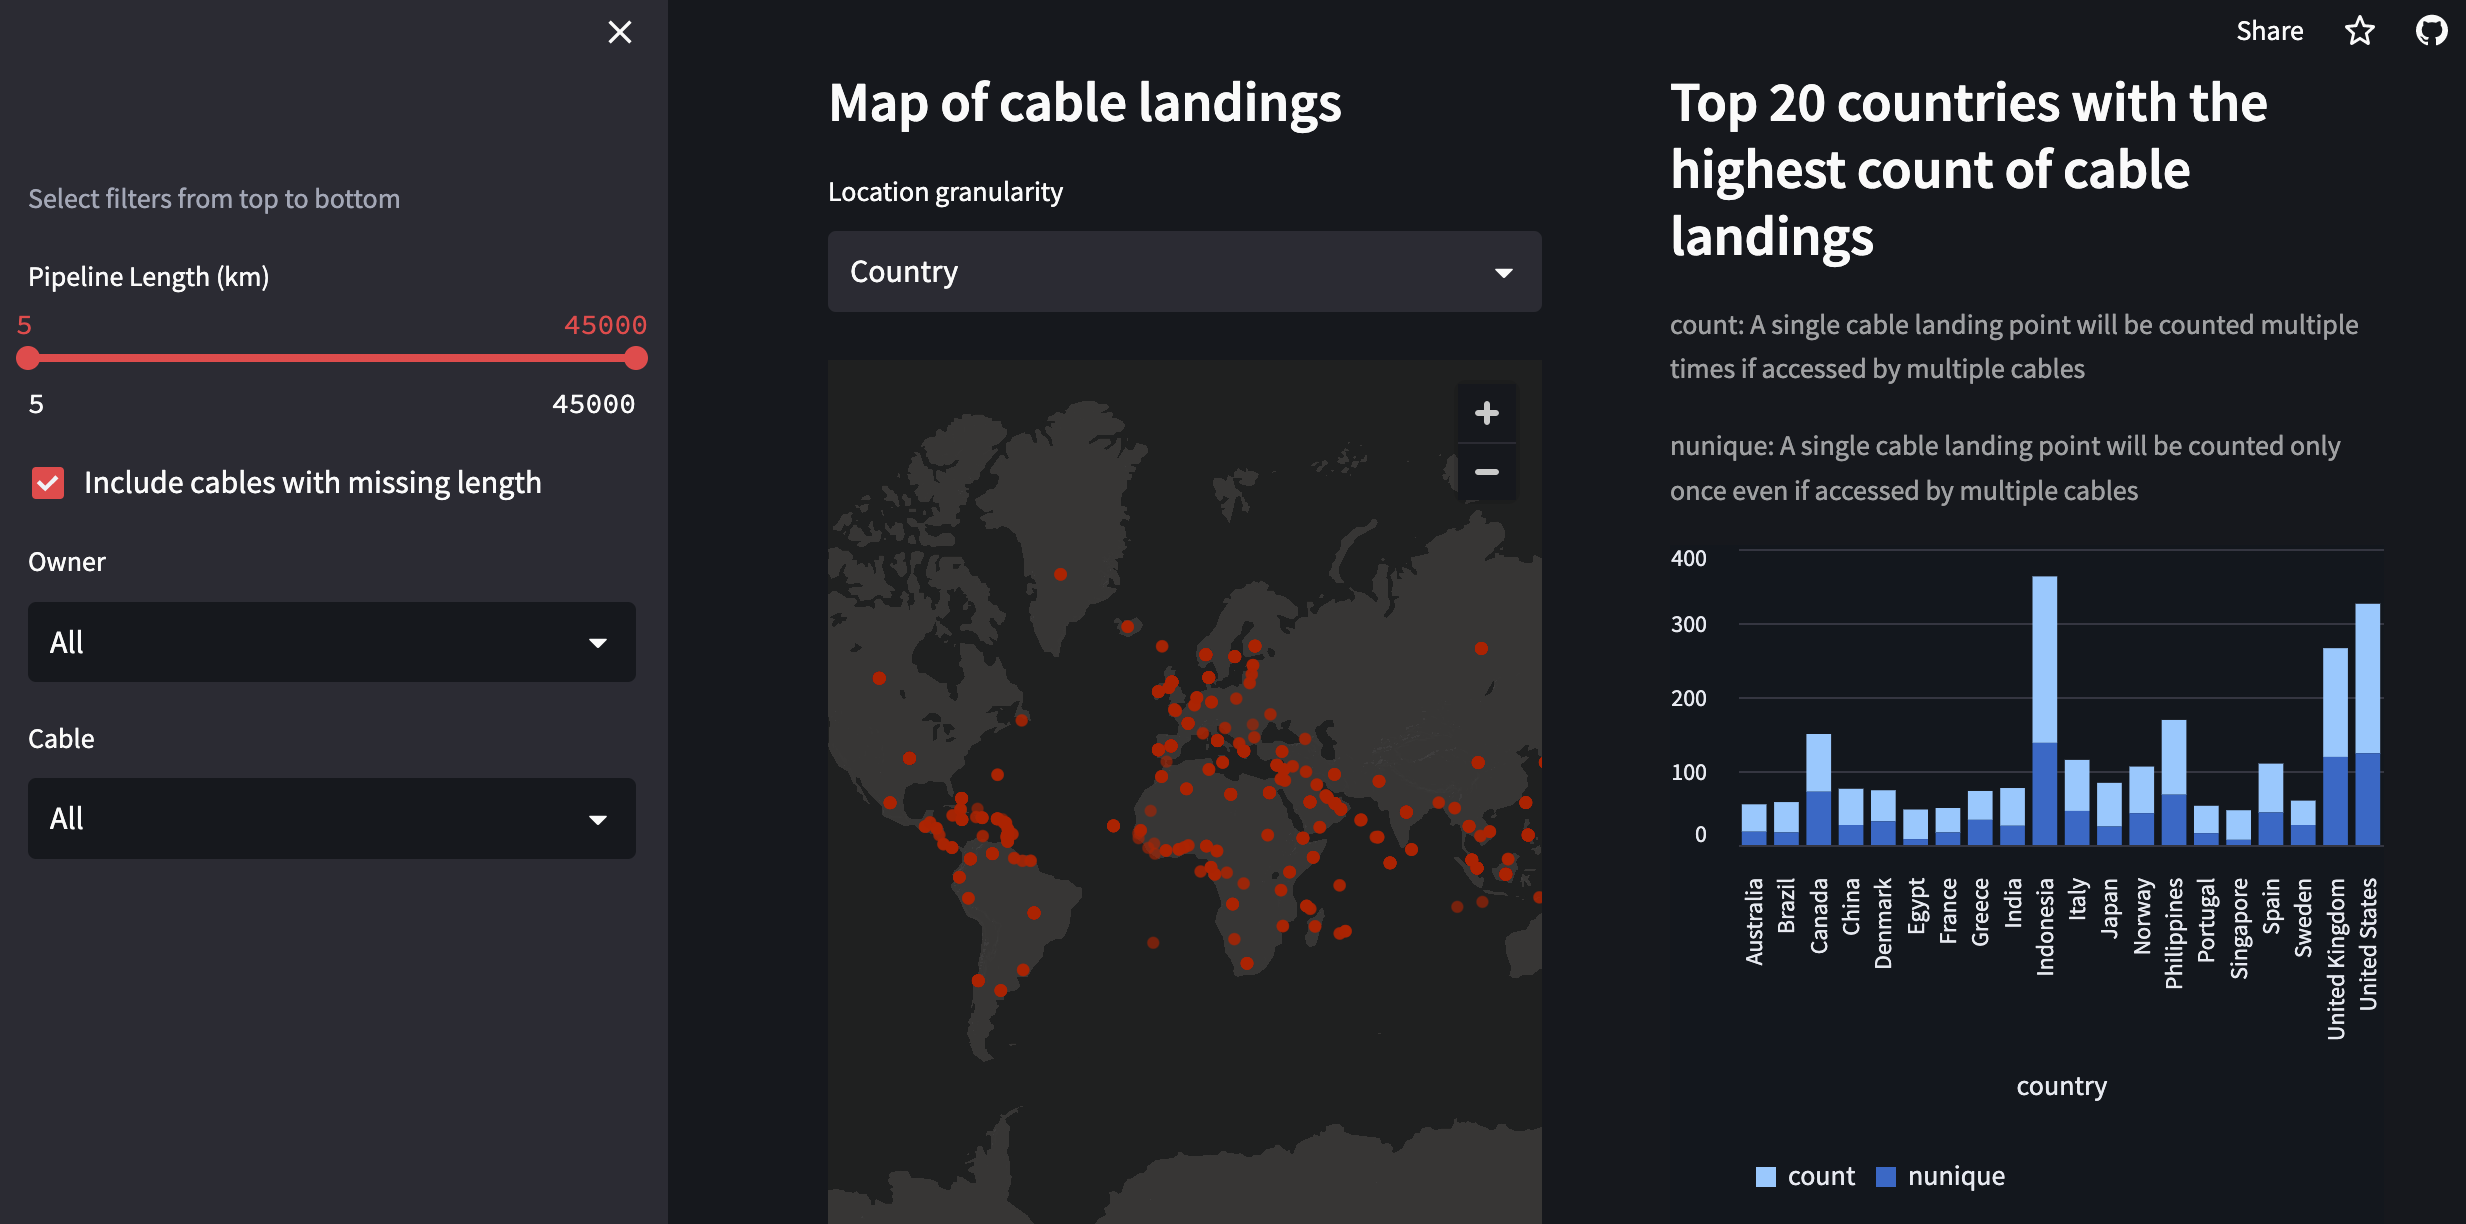 Share
Select filters from top to bottom
Pipeline Length (km)
5 45000
5 45000
Include cables with missing length
Owner
All
Cable
All
Map of cable landings
Location granularity
Country
Top 20 countries with the
highest count of cable
landings
count: A single cable landing point will be counted multiple
times if accessed by multiple cables
nunique: A single cable landing point will be counted only
once even if accessed by multiple cables
400
300
200
100
0
Australia
Brazil
Canada
China
Denmark
Egypt
France
Greece
India
Indonesia
Italy
Japan
Norway
Philippines
Portugal
Singapore
Spain
Sweden
United Kingdom
United States
country
count nunique